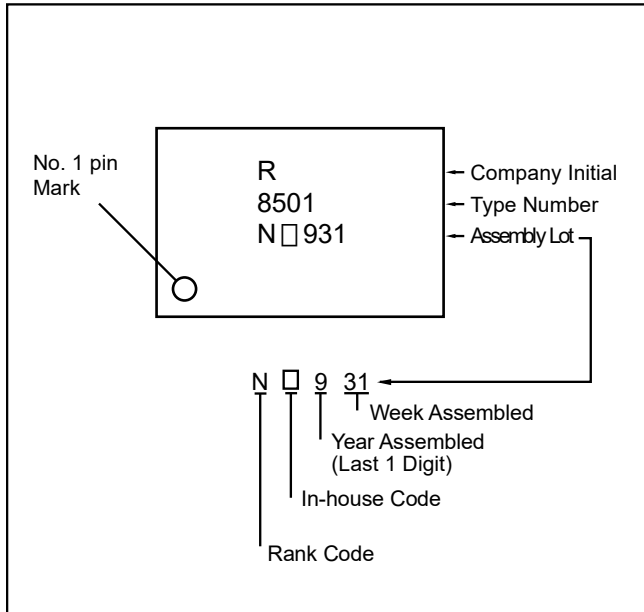 No. 1 pin
Mark
R
8501
N□931
Company Initial
Type Number
Assembly Lot
N □ 9 31
Week Assembled
Year Assembled
(Last 1 Digit)
In-house Code
Rank Code